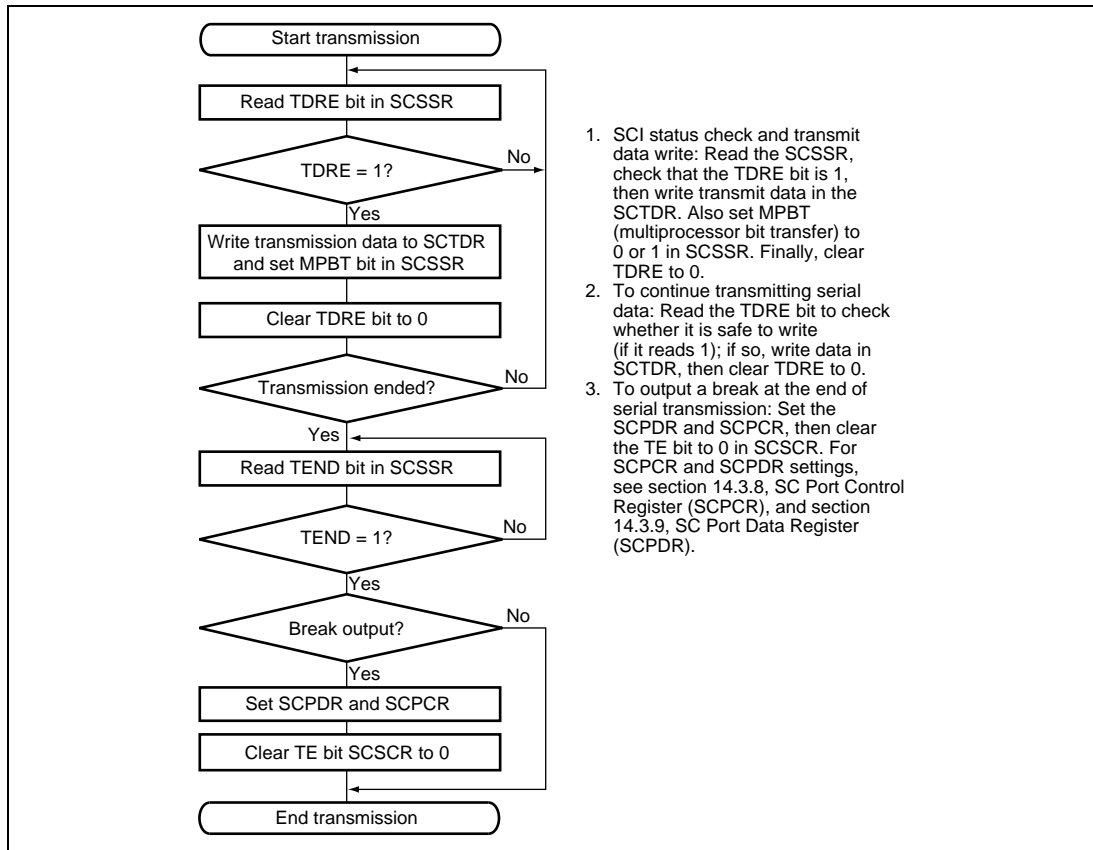 Start transmission
Read TDRE bit in SCSSR
TDRE = 1?
No
Yes
Write transmission data to SCTDR
and set MPBT bit in SCSSR
Clear TDRE bit to 0
Transmission ended?
No
Yes
Read TEND bit in SCSSR
TEND = 1?
No
Yes
Break output?
No
Yes
Set SCPDR and SCPCR
Clear TE bit SCSCR to 0
End transmission
1. SCI status check and transmit
data write: Read the SCSSR,
check that the TDRE bit is 1,
then write transmit data in the
SCTDR. Also set MPBT
(multiprocessor bit transfer) to
0 or 1 in SCSSR. Finally, clear
TDRE to 0.
2. To continue transmitting serial
data: Read the TDRE bit to check
whether it is safe to write
(if it reads 1); if so, write data in
SCTDR, then clear TDRE to 0.
3. To output a break at the end of
serial transmission: Set the
SCPDR and SCPCR, then clear
the TE bit to 0 in SCSCR. For
SCPCR and SCPDR settings,
see section 14.3.8, SC Port Control
Register (SCPCR), and section
14.3.9, SC Port Data Register
(SCPDR).